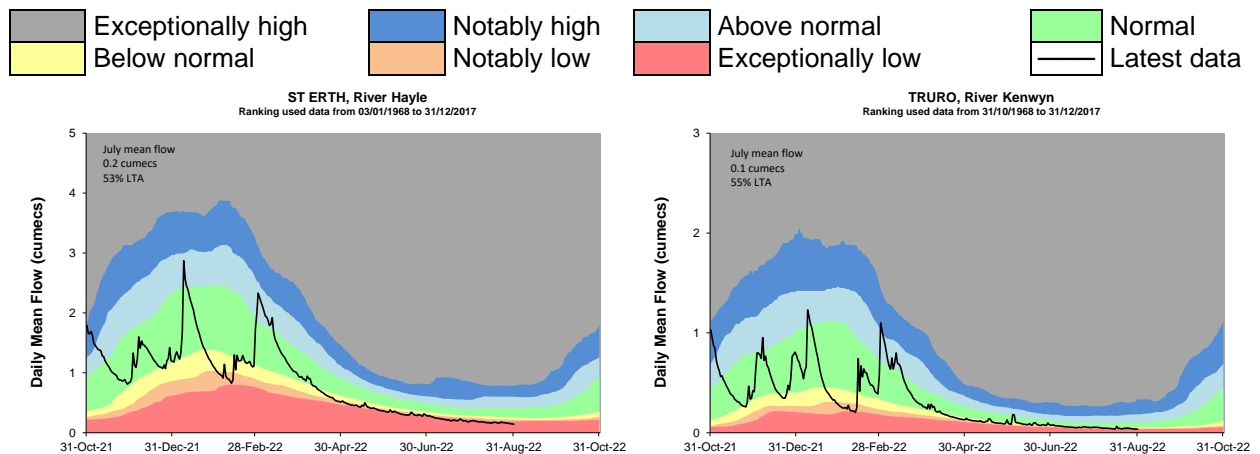 Exceptionally high Notably high Above normal Normal
Below normal Notably low Exceptionally low Latest data
ST ERTH, River Hayle
Ranking used data from 03/01/1968 to 31/12/2017
Daily Mean Flow (cumecs)
July mean flow
0.2 cumecs
53% LTA
5
4
3
2
1
0
31-Oct-21 31-Dec-21 28-Feb-22 30-Apr-22 30-Jun-22 31-Aug-22 31-Oct-22
TRURO, River Kenwyn
Ranking used data from 31/10/1968 to 31/12/2017
Daily Mean Flow (cumecs)
July mean flow
0.1 cumecs
55% LTA
3
2
1
0
31-Oct-21 31-Dec-21 28-Feb-22 30-Apr-22 30-Jun-22 31-Aug-22 31-Oct-22